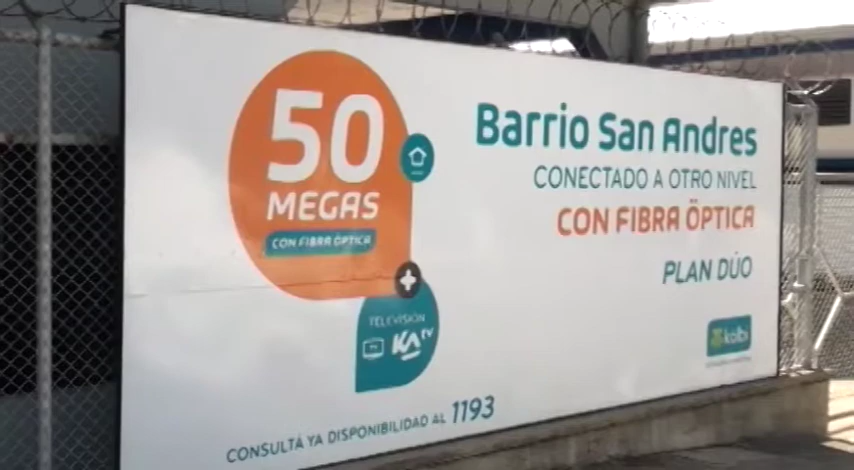 50
MEGAS
CON FIBRA ÓPTICA
+
TELEVISIÓN
KA tv
Barrio San Andres
CONECTADO A OTRO NIVEL
CON FIBRA ÖPTICA
PLAN DÚO
kolbi
CONSULTÁ YA DISPONIBILIDAD AL 1193